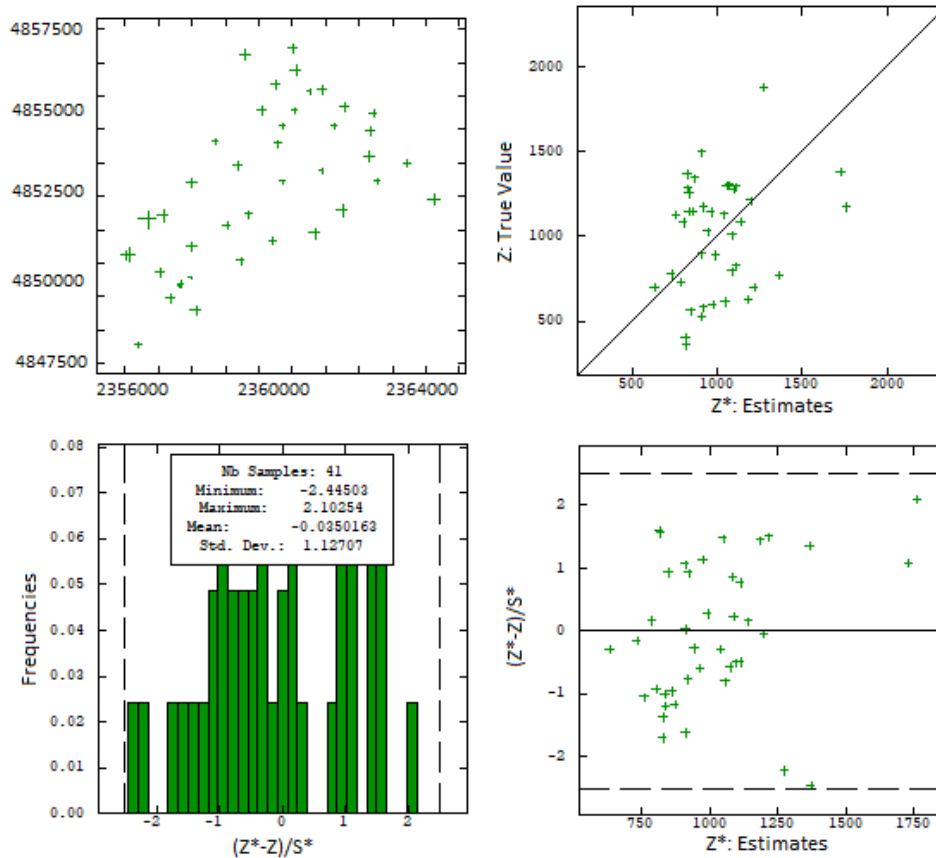 4857500
4855000
4852500
4850000
4847500
2356000 2360000 2364000
Z: True Value
2000
1500
1000
500
500 1000 1500 2000
Z*: Estimates
Frequencies
0.08
0.07
0.06
0.05
0.04
0.03
0.02
0.01
0.00
Nb Samples: 41
Minimum: -2.44503
Maximum: 2.10254
Mean: -0.0350163
Std. Dev.: 1.12707
-2 -1 0 1 2
(Z*-Z)/S*
(Z*-Z)/S*
2
1
0
-1
-2
750 1000 1250 1500 1750
Z*: Estimates